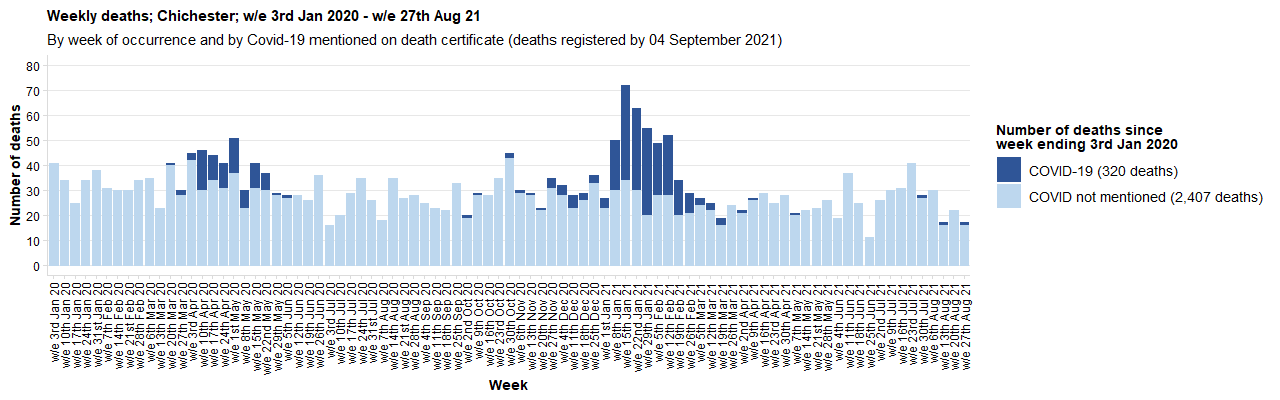 Weekly deaths; Chichester; w/e 3rd Jan 2020 - w/e 27th Aug 21
By week of occurrence and by Covid-19 mentioned on death certificate (deaths registered by 04 September 2021)
Number of deaths
80
70
60
50
40
30
20
10
0
w/e 3rd Jan 20
w/e 10th Jan 20
w/e 17th Jan 20
w/e 24th Jan 20
w/e 31st Jan 20
w/e 7th Feb 20
w/e 14th Feb 20
w/e 21st Feb 20
w/e 28th Feb 20
w/e 6th Mar 20
w/e 13th Mar 20
w/e 20th Mar 20
w/e 27th Mar 20
w/e 3rd Apr 20
w/e 10th Apr 20
w/e 17th Apr 20
w/e 24th Apr 20
w/e 1st May 20
w/e 8th May 20
w/e 15th May 20
w/e 22nd May 20
w/e 29th May 20
w/e 5th Jun 20
w/e 12th Jun 20
w/e 19th Jun 20
w/e 26th Jun 20
w/e 3rd Jul 20
w/e 10th Jul 20
w/e 17th Jul 20
w/e 24th Jul 20
w/e 31st Jul 20
w/e 7th Aug 20
w/e 14th Aug 20
w/e 21st Aug 20
w/e 28th Aug 20
w/e 4th Sep 20
w/e 11th Sep 20
w/e 18th Sep 20
w/e 25th Sep 20
w/e 2nd Oct 20
w/e 9th Oct 20
w/e 16th Oct 20
w/e 23rd Oct 20
w/e 30th Oct 20
w/e 6th Nov 20
w/e 13th Nov 20
w/e 20th Nov 20
w/e 27th Nov 20
w/e 4th Dec 20
w/e 11th Dec 20
w/e 18th Dec 20
w/e 25th Dec 20
w/e 1st Jan 21
w/e 8th Jan 21
w/e 15th Jan 21
w/e 22nd Jan 21
w/e 29th Jan 21
w/e 5th Feb 21
w/e 12th Feb 21
w/e 19th Feb 21
w/e 26th Feb 21
w/e 5th Mar 21
w/e 12th Mar 21
w/e 19th Mar 21
w/e 26th Mar 21
w/e 2nd Apr 21
w/e 9th Apr 21
w/e 16th Apr 21
w/e 23rd Apr 21
w/e 30th Apr 21
w/e 7th May 21
w/e 14th May 21
w/e 21st May 21
w/e 28th May 21
w/e 4th Jun 21
w/e 11th Jun 21
w/e 18th Jun 21
w/e 25th Jun 21
w/e 2nd Jul 21
w/e 9th Jul 21
w/e 16th Jul 21
w/e 23rd Jul 21
w/e 30th Jul 21
w/e 6th Aug 21
w/e 13th Aug 21
w/e 20th Aug 21
w/e 27th Aug 21
Week
Number of deaths since
week ending 3rd Jan 2020
COVID-19 (320 deaths)
COVID not mentioned (2,407 deaths)